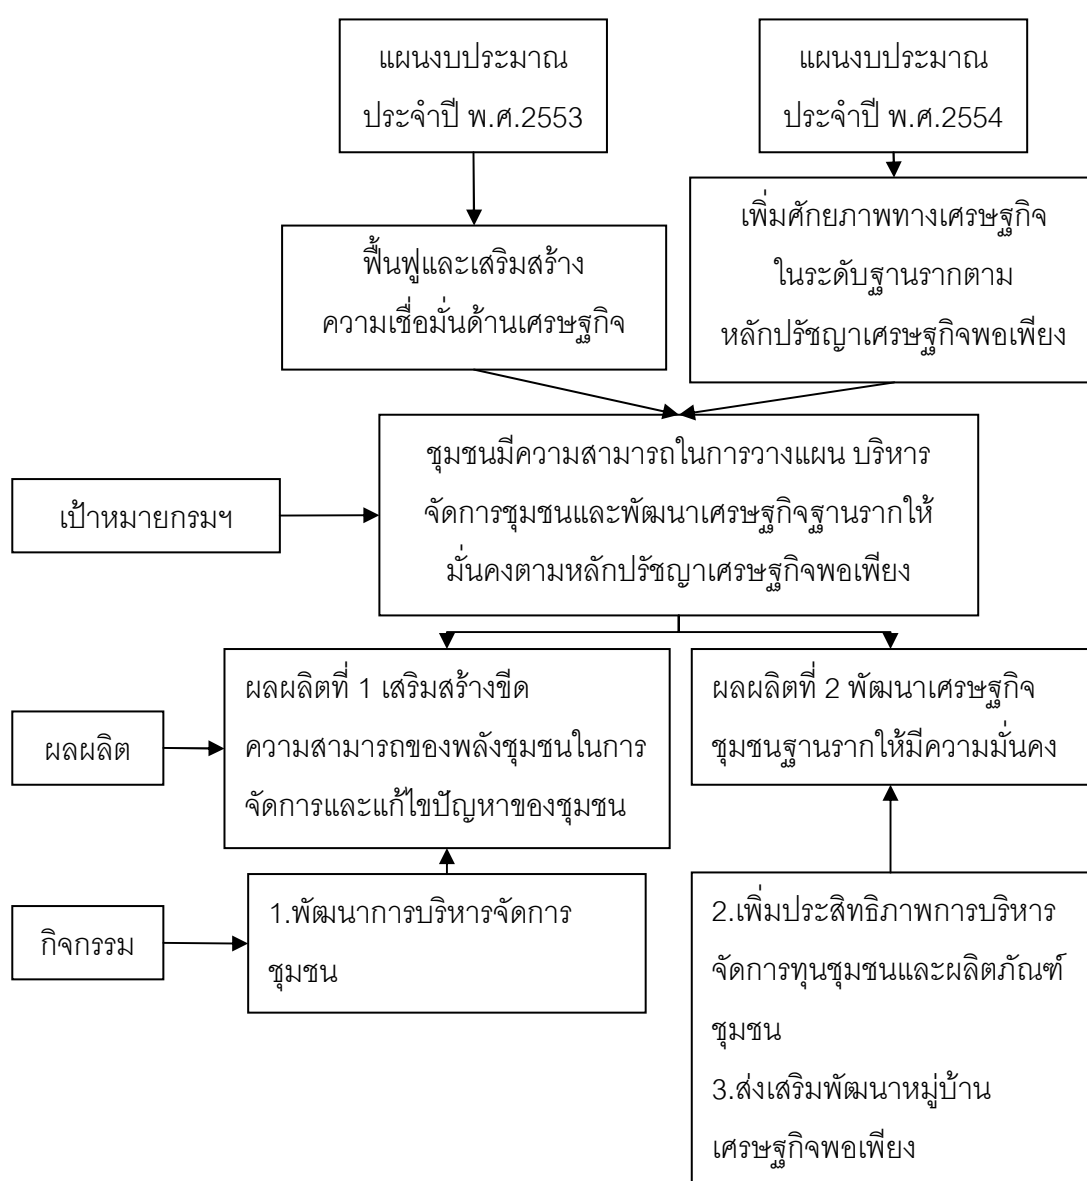 แผนงบประมาณ
ประจำปี พ.ศ.2553
แผนงบประมาณ
ประจำปี พ.ศ.2554
ฟื้นฟูและเสริมสร้าง
ความเชื่อมั่นด้านเศรษฐกิจ
เพิ่มศักยภาพทางเศรษฐกิจ
ในระดับฐานรากตาม
หลักปรัชญาเศรษฐกิจพอเพียง
เป้าหมายกรมฯ
ชุมชนมีความสามารถในการวางแผน บริหาร
จัดการชุมชนและพัฒนาเศรษฐกิจฐานรากให้
มั่นคงตามหลักปรัชญาเศรษฐกิจพอเพียง
ผลผลิต
ผลผลิตที่ 1 เสริมสร้างขีด
ความสามารถของพลังชุมชนในการ
จัดการและแก้ไขปัญหาของชุมชน
ผลผลิตที่ 2 พัฒนาเศรษฐกิจ
ชุมชนฐานรากให้มีความมั่นคง
กิจกรรม
1.พัฒนาการบริหารจัดการ
ชุมชน
2.เพิ่มประสิทธิภาพการบริหาร
จัดการทุนชุมชนและผลิตภัณฑ์
ชุมชน
3.ส่งเสริมพัฒนาหมู่บ้าน
เศรษฐกิจพอเพียง